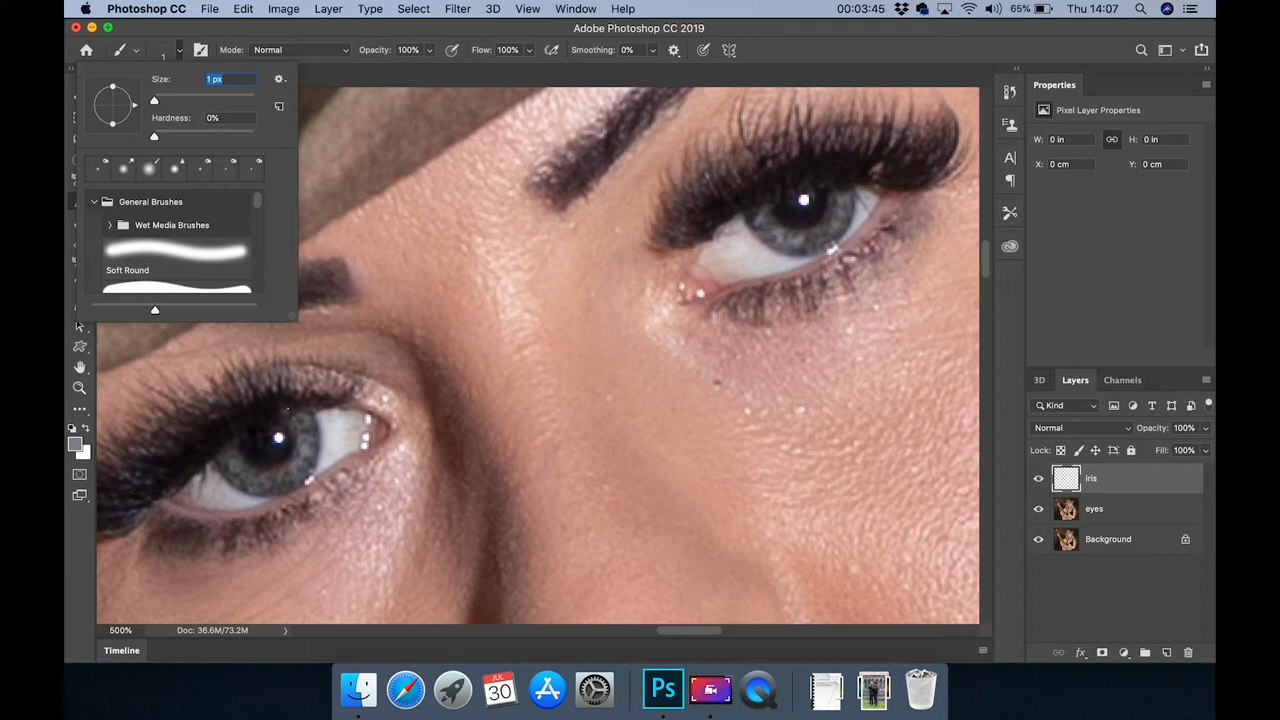 Photoshop CC File Edit Image Layer Type Select Filter 3D View Window Help 00:03:45 65% Thu 14:07
Adobe Photoshop CC 2019
1 Mode: Normal Opacity: 100% Flow: 100% Smoothing: 0%
Size: 1 px
Hardness: 0%
General Brushes
Wet Media Brushes
Soft Round
Properties
Pixel Layer Properties
W: 0 in H: 0 in
X: 0 cm Y: 0 cm
3D Layers Channels
Kind
Normal Opacity: 100%
Lock: Fill: 100%
iris
eyes
Background
500% Doc: 36.6M/73.2M
Timeline
JUL
30
Ps